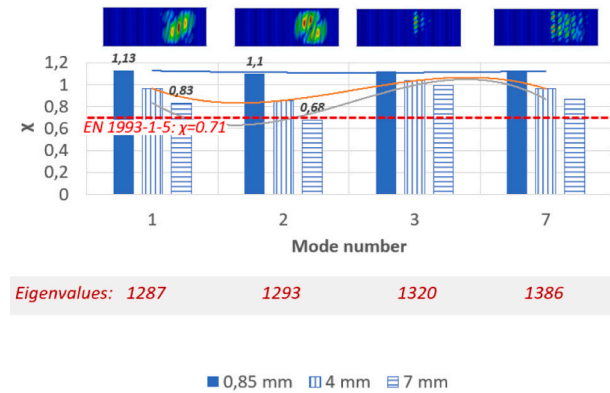 1,13
1,1
1,2
1
0,8
0,6
0,4
0,2
0
χ
0,83
0,68
EN 1993-1-5: χ=0.71
1 2 3 7
Mode number
Eigenvalues: 1287 1293 1320 1386
0,85 mm 4 mm 7 mm